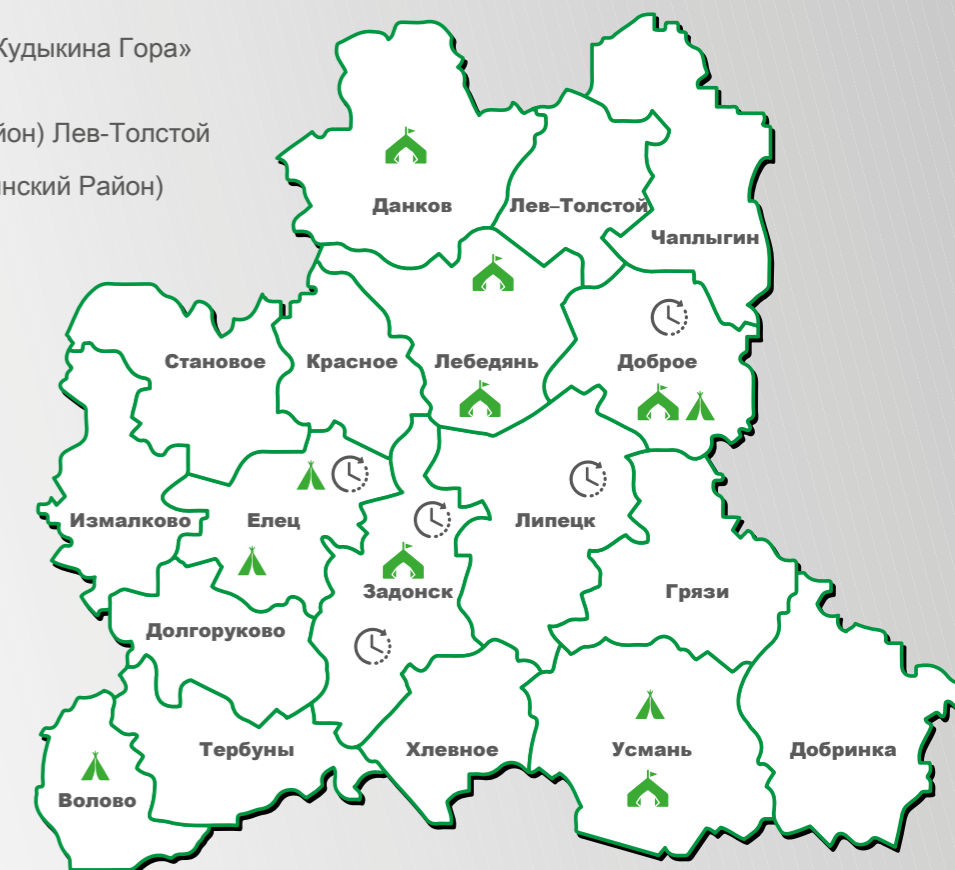 Кудыкина Гора»
йон) Лев-Толстой
нский Район)
Данков
Лев–Толстой
Чаплыгин
Становое
Красное
Лебедянь
Доброе
Измалково
Елец
Липецк
Задонск
Грязи
Долгоруково
Тербуны
Хлевное
Усмань
Добринка
Волово